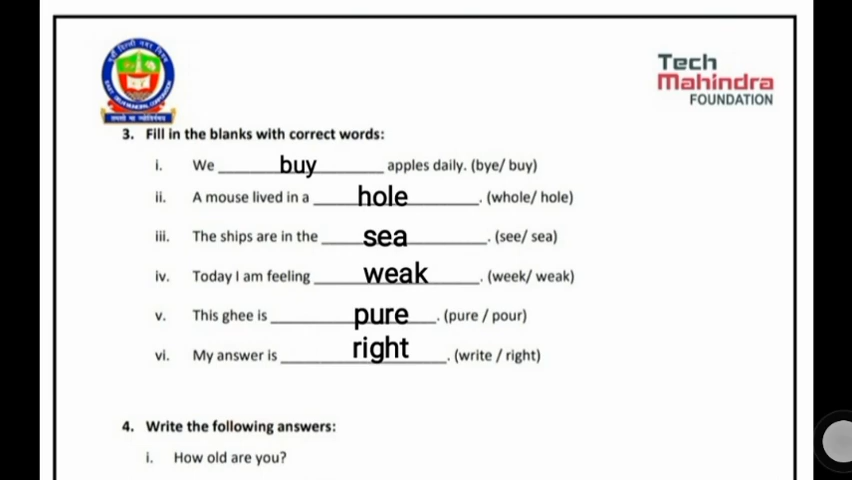 Tech
Mahindra
FOUNDATION
3. Fill in the blanks with correct words:
i. We buy apples daily. (bye/ buy)
ii. A mouse lived in a hole. (whole/ hole)
iii. The ships are in the sea. (see/ sea)
iv. Today I am feeling weak. (week/ weak)
v. This ghee is pure. (pure / pour)
vi. My answer is right. (write / right)
4. Write the following answers:
i. How old are you?